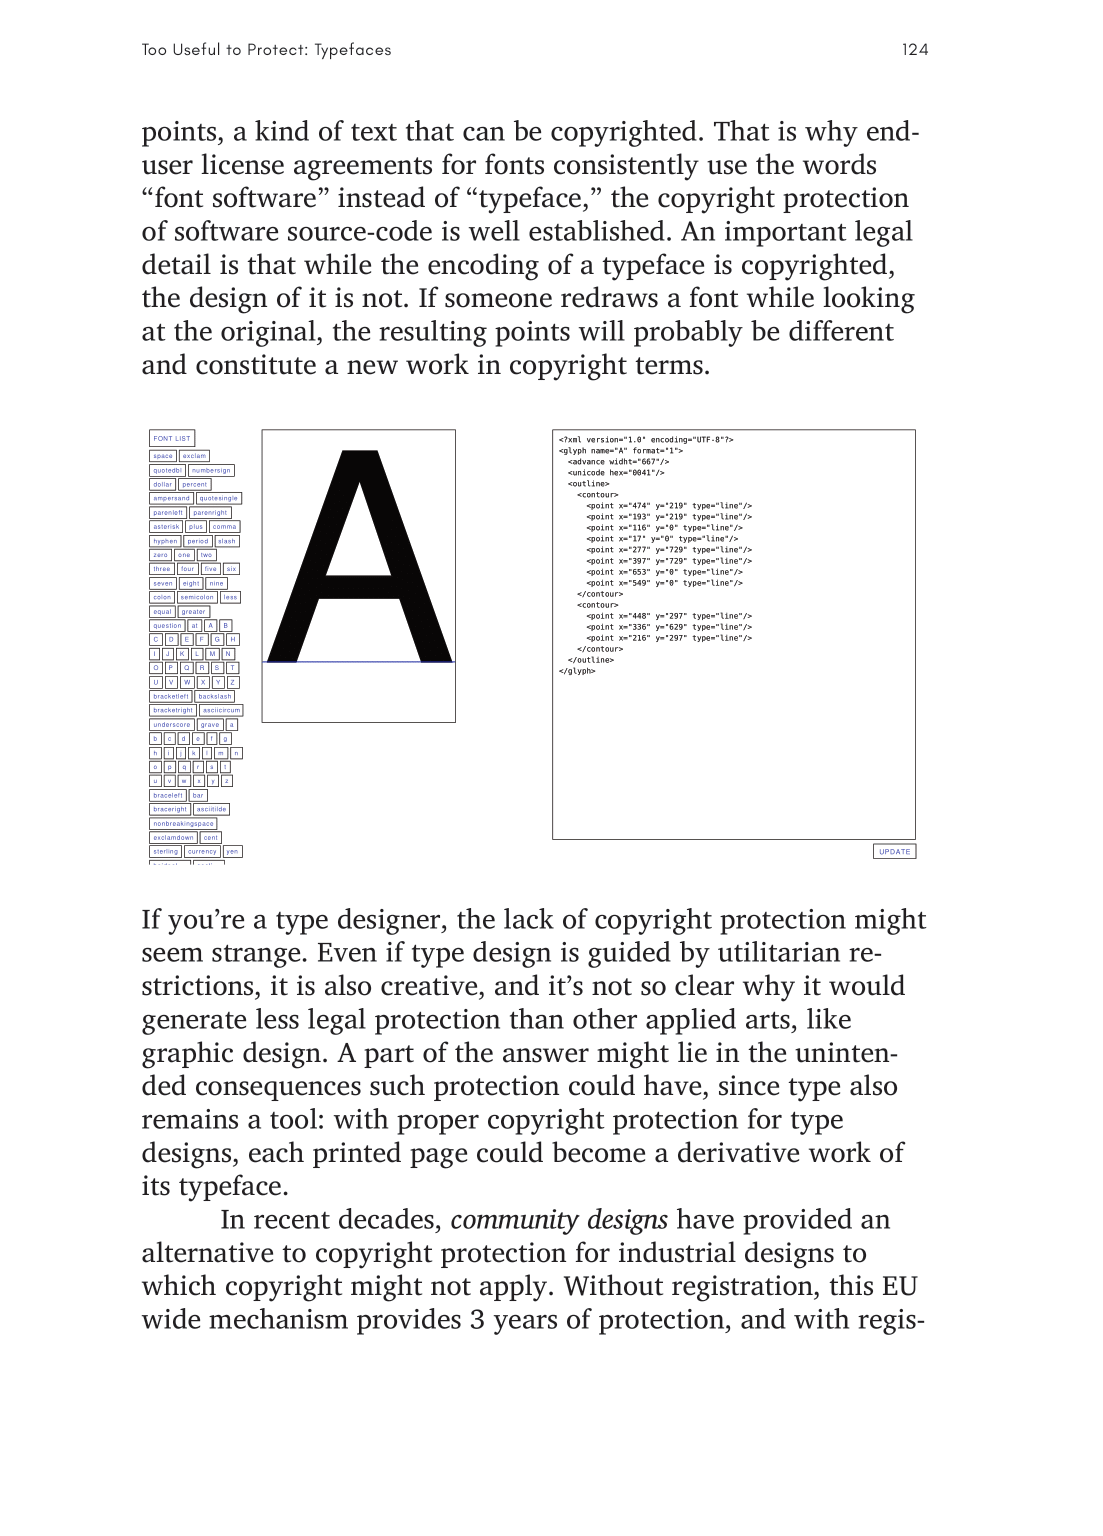 Too Useful to Protect: Typefaces 124
points, a kind of text that can be copyrighted. That is why end-
user license agreements for fonts consistently use the words
“font software” instead of “typeface,” the copyright protection
of software source-code is well established. An important legal
detail is that while the encoding of a typeface is copyrighted,
the design of it is not. If someone redraws a font while looking
at the original, the resulting points will probably be different
and constitute a new work in copyright terms.
FONT LIST
space exclam
quotedbl numbersign
dollar percent
ampersand quotesingle
parenleft parenright
asterisk plus comma
hyphen period slash
zero one two
three four five six
seven eight nine
colon semicolon less
equal greater
question at A B
C D E F G H
I J K L M N
O P Q R S T
U V W X Y Z
bracketleft backslash
bracketright asciicircum
underscore grave a
b c d e f g
h i j k l m n
o p q r s t
u v w x y z
braceleft bar
braceright asciitilde
nonbreakingspace
exclamdown cent
sterling currency yen
A
<?xml version="1.0" encoding="UTF-8"?>
<glyph name="A" format="1">
<advance widht="667"/>
<unicode hex="0041"/>
<outline>
<contour>
<point x="474" y="219" type="line"/>
<point x="193" y="219" type="line"/>
<point x="116" y="0" type="line"/>
<point x="17" y="0" type="line"/>
<point x="277" y="729" type="line"/>
<point x="397" y="729" type="line"/>
<point x="653" y="0" type="line"/>
<point x="549" y="0" type="line"/>
</contour>
<contour>
<point x="448" y="297" type="line"/>
<point x="336" y="629" type="line"/>
<point x="216" y="297" type="line"/>
</contour>
</outline>
</glyph>
UPDATE
If you’re a type designer, the lack of copyright protection might
seem strange. Even if type design is guided by utilitarian re-
strictions, it is also creative, and it’s not so clear why it would
generate less legal protection than other applied arts, like
graphic design. A part of the answer might lie in the uninten-
ded consequences such protection could have, since type also
remains a tool: with proper copyright protection for type
designs, each printed page could become a derivative work of
its typeface.
In recent decades, community designs have provided an
alternative to copyright protection for industrial designs to
which copyright might not apply. Without registration, this EU
wide mechanism provides 3 years of protection, and with regis-